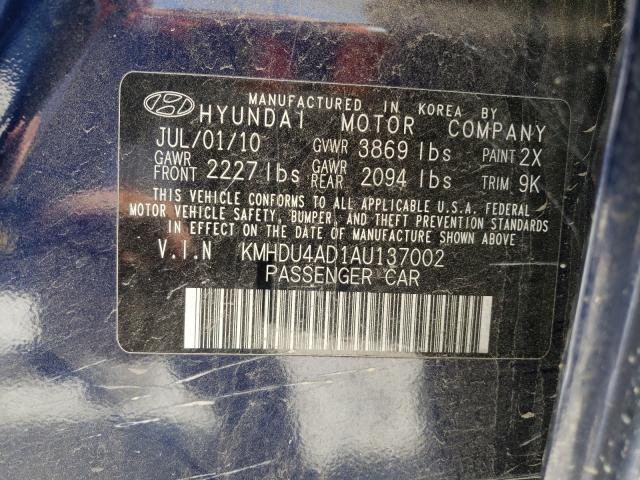 MANUFACTURED IN KOREA BY
HYUNDAI MOTOR COMPANY
JUL/01/10 GVWR 3869 lbs PAINT 2X
GAWR FRONT 2227 lbs GAWR REAR 2094 lbs TRIM 9K
THIS VEHICLE CONFORMS TO ALL APPLICABLE U.S.A. FEDERAL
MOTOR VEHICLE SAFETY, BUMPER, AND THEFT PREVENTION STANDARDS
IN EFFECT ON THE DATE OF MANUFACTURE SHOWN ABOVE
V.I.N KMHDU4AD1AU137002
PASSENGER CAR